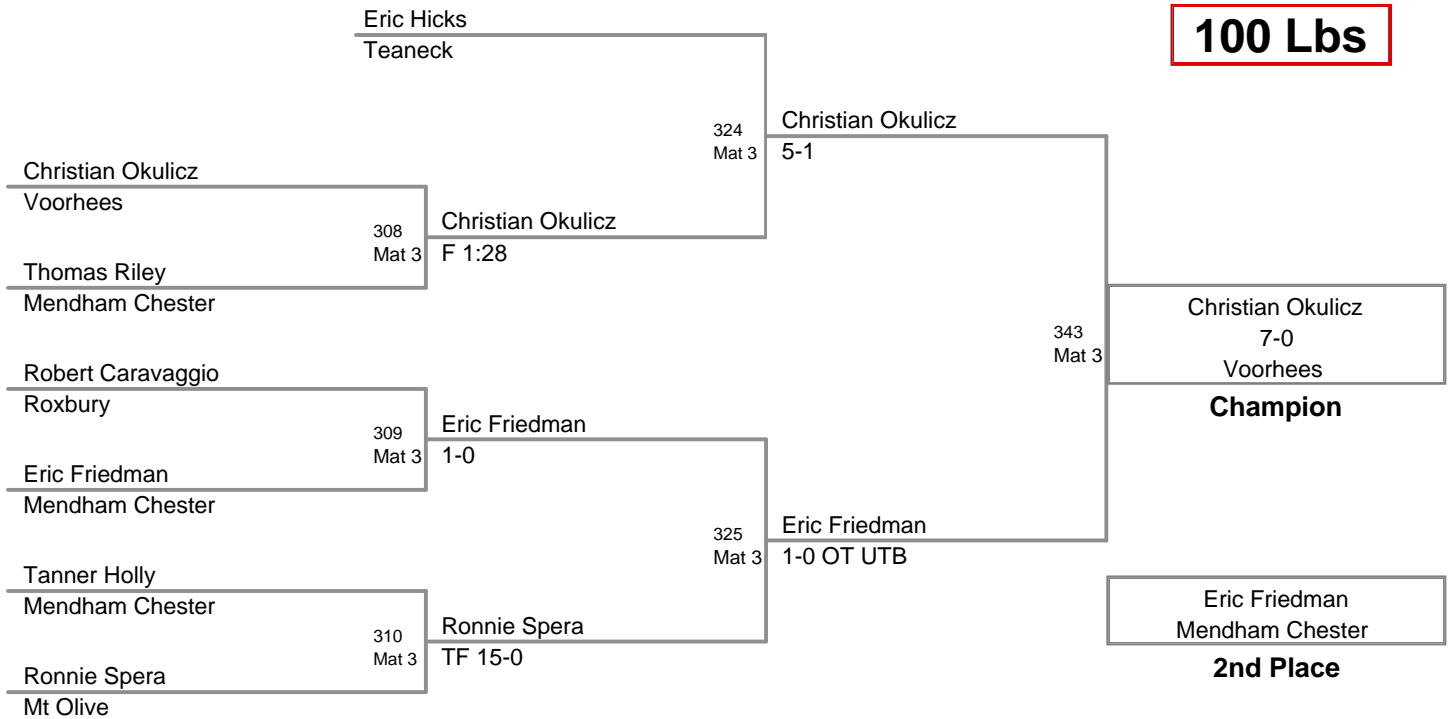 Eric Hicks
Teaneck
100 Lbs
324
Mat 3
Christian Okulicz
5-1
Christian Okulicz
Voorhees
308
Mat 3
Christian Okulicz
F 1:28
Thomas Riley
Mendham Chester
343
Mat 3
Christian Okulicz
7-0
Voorhees
Champion
Robert Caravaggio
Roxbury
309
Mat 3
Eric Friedman
1-0
Eric Friedman
Mendham Chester
325
Mat 3
Eric Friedman
1-0 OT UTB
Tanner Holly
Mendham Chester
310
Mat 3
Ronnie Spera
TF 15-0
Ronnie Spera
Mt Olive
Eric Friedman
Mendham Chester
2nd Place